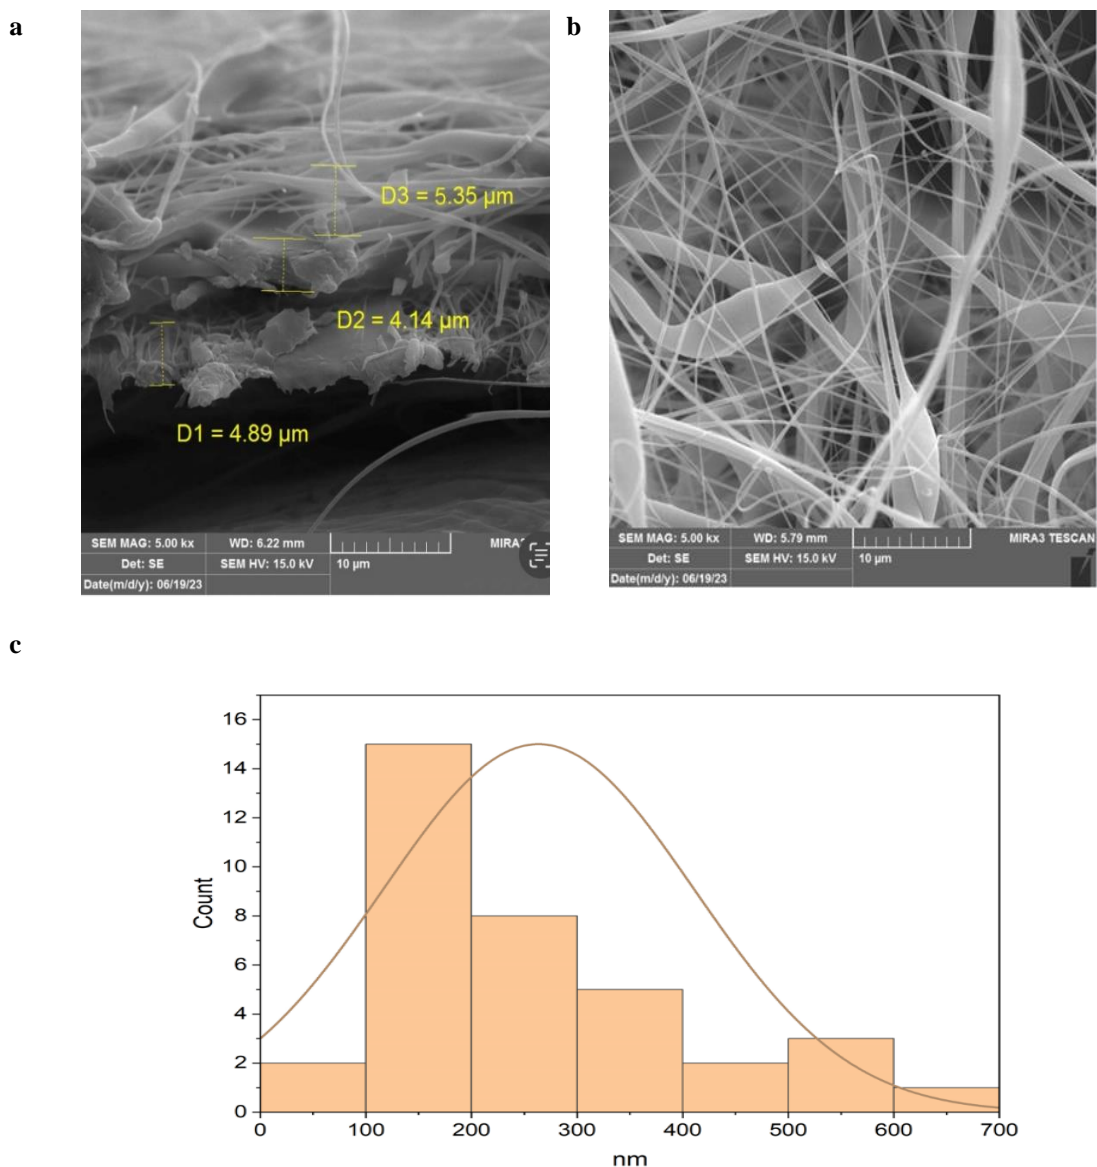 a
b
D3 = 5.35 µm
D2 = 4.14 µm
D1 = 4.89 µm
SEM MAG: 5.00 kx
WD: 6.22 mm
Det: SE
SEM HV: 15.0 kV
10 µm
Date(m/d/y): 06/19/23
SEM MAG: 5.00 kx
WD: 5.79 mm
MIRA3 TESCAN
Det: SE
SEM HV: 15.0 kV
10 µm
Date(m/d/y): 06/19/23
c
16
14
12
10
8
6
4
2
0
Count
0 100 200 300 400 500 600 700
nm